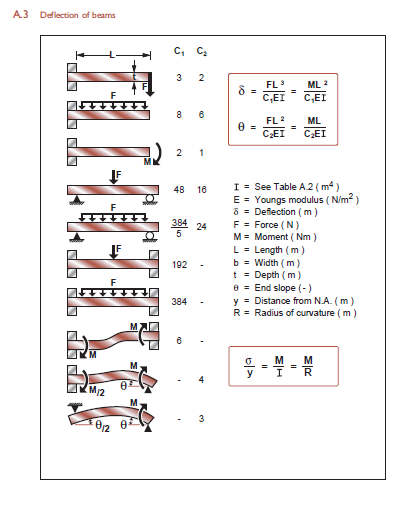 A.3 Deflection of beams
C₁ C₂
L
t
F
3 2
F
8 6
M
2 1
F
48 16
F
384/5 24
F
192 -
F
384 -
M
M
6 -
M
M/2 θ
- 4
M
θ/2 θ
- 3
δ = FL³/C₁EI = ML²/C₁EI
θ = FL²/C₂EI = ML/C₂EI
I = See Table A.2 ( m⁴ )
E = Youngs modulus ( N/m² )
δ = Deflection ( m )
F = Force ( N )
M = Moment ( Nm )
L = Length ( m )
b = Width ( m )
t = Depth ( m )
θ = End slope ( - )
y = Distance from N.A. ( m )
R = Radius of curvature ( m )
σ/y = M/I = M/R